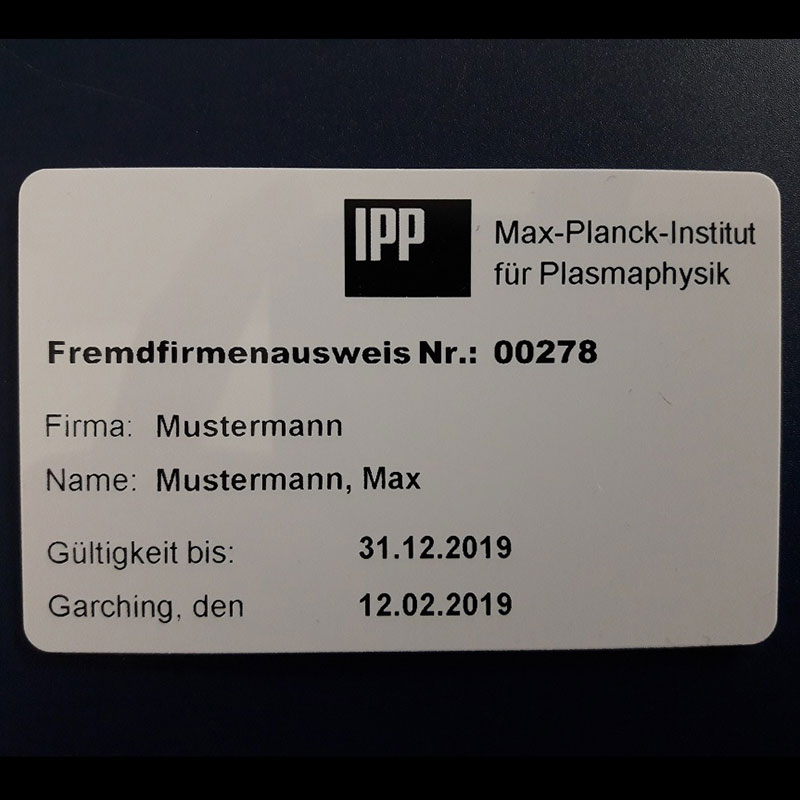 IPP
Max-Planck-Institut
für Plasmaphysik
Fremdfirmenausweis Nr.: 00278
Firma: Mustermann
Name: Mustermann, Max
Gültigkeit bis: 31.12.2019
Garching, den 12.02.2019